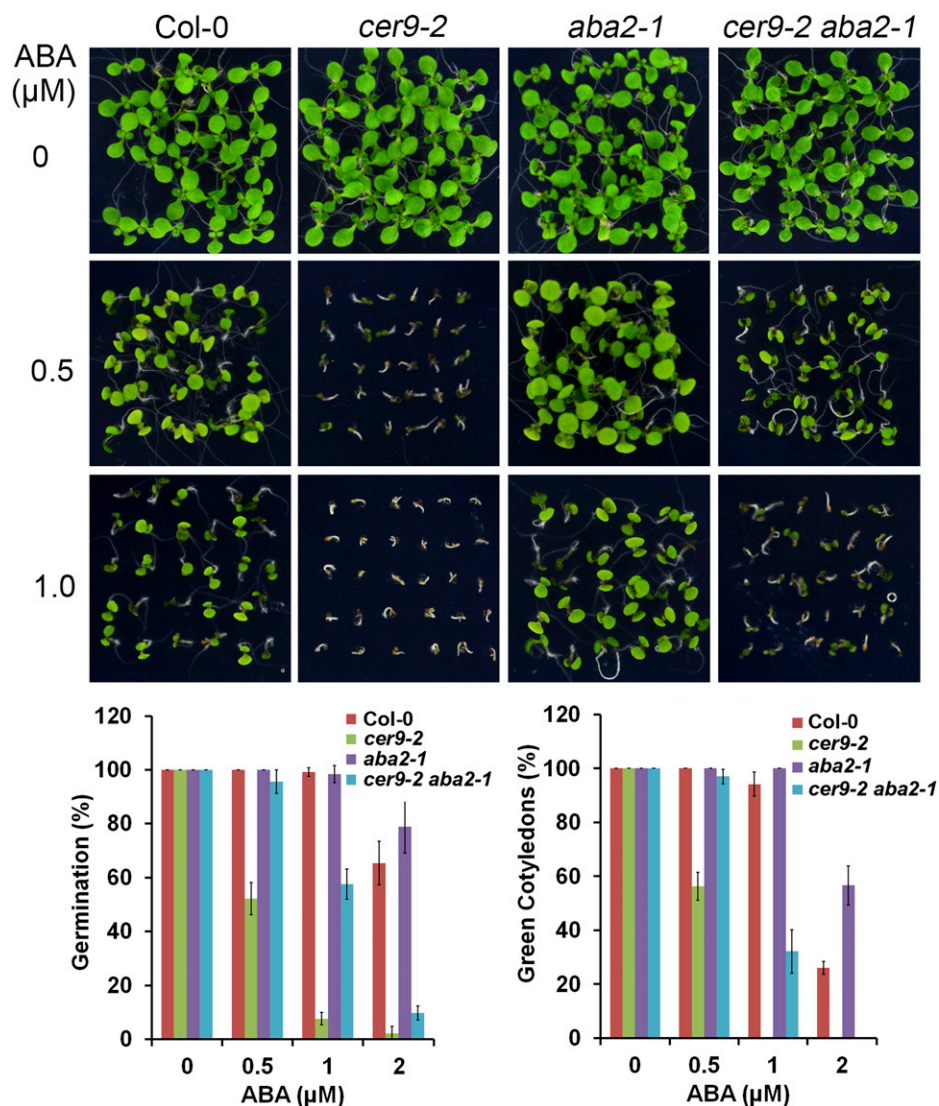 Col-0 cer9-2 aba2-1 cer9-2 aba2-1
ABA
(µM)
0
0.5
1.0
120
100
80
60
40
20
0
Germination (%)
Col-0
cer9-2
aba2-1
cer9-2 aba2-1
0 0.5 1 2
ABA (µM)
120
100
80
60
40
20
0
Green Cotyledons (%)
Col-0
cer9-2
aba2-1
cer9-2 aba2-1
0 0.5 1 2
ABA (µM)